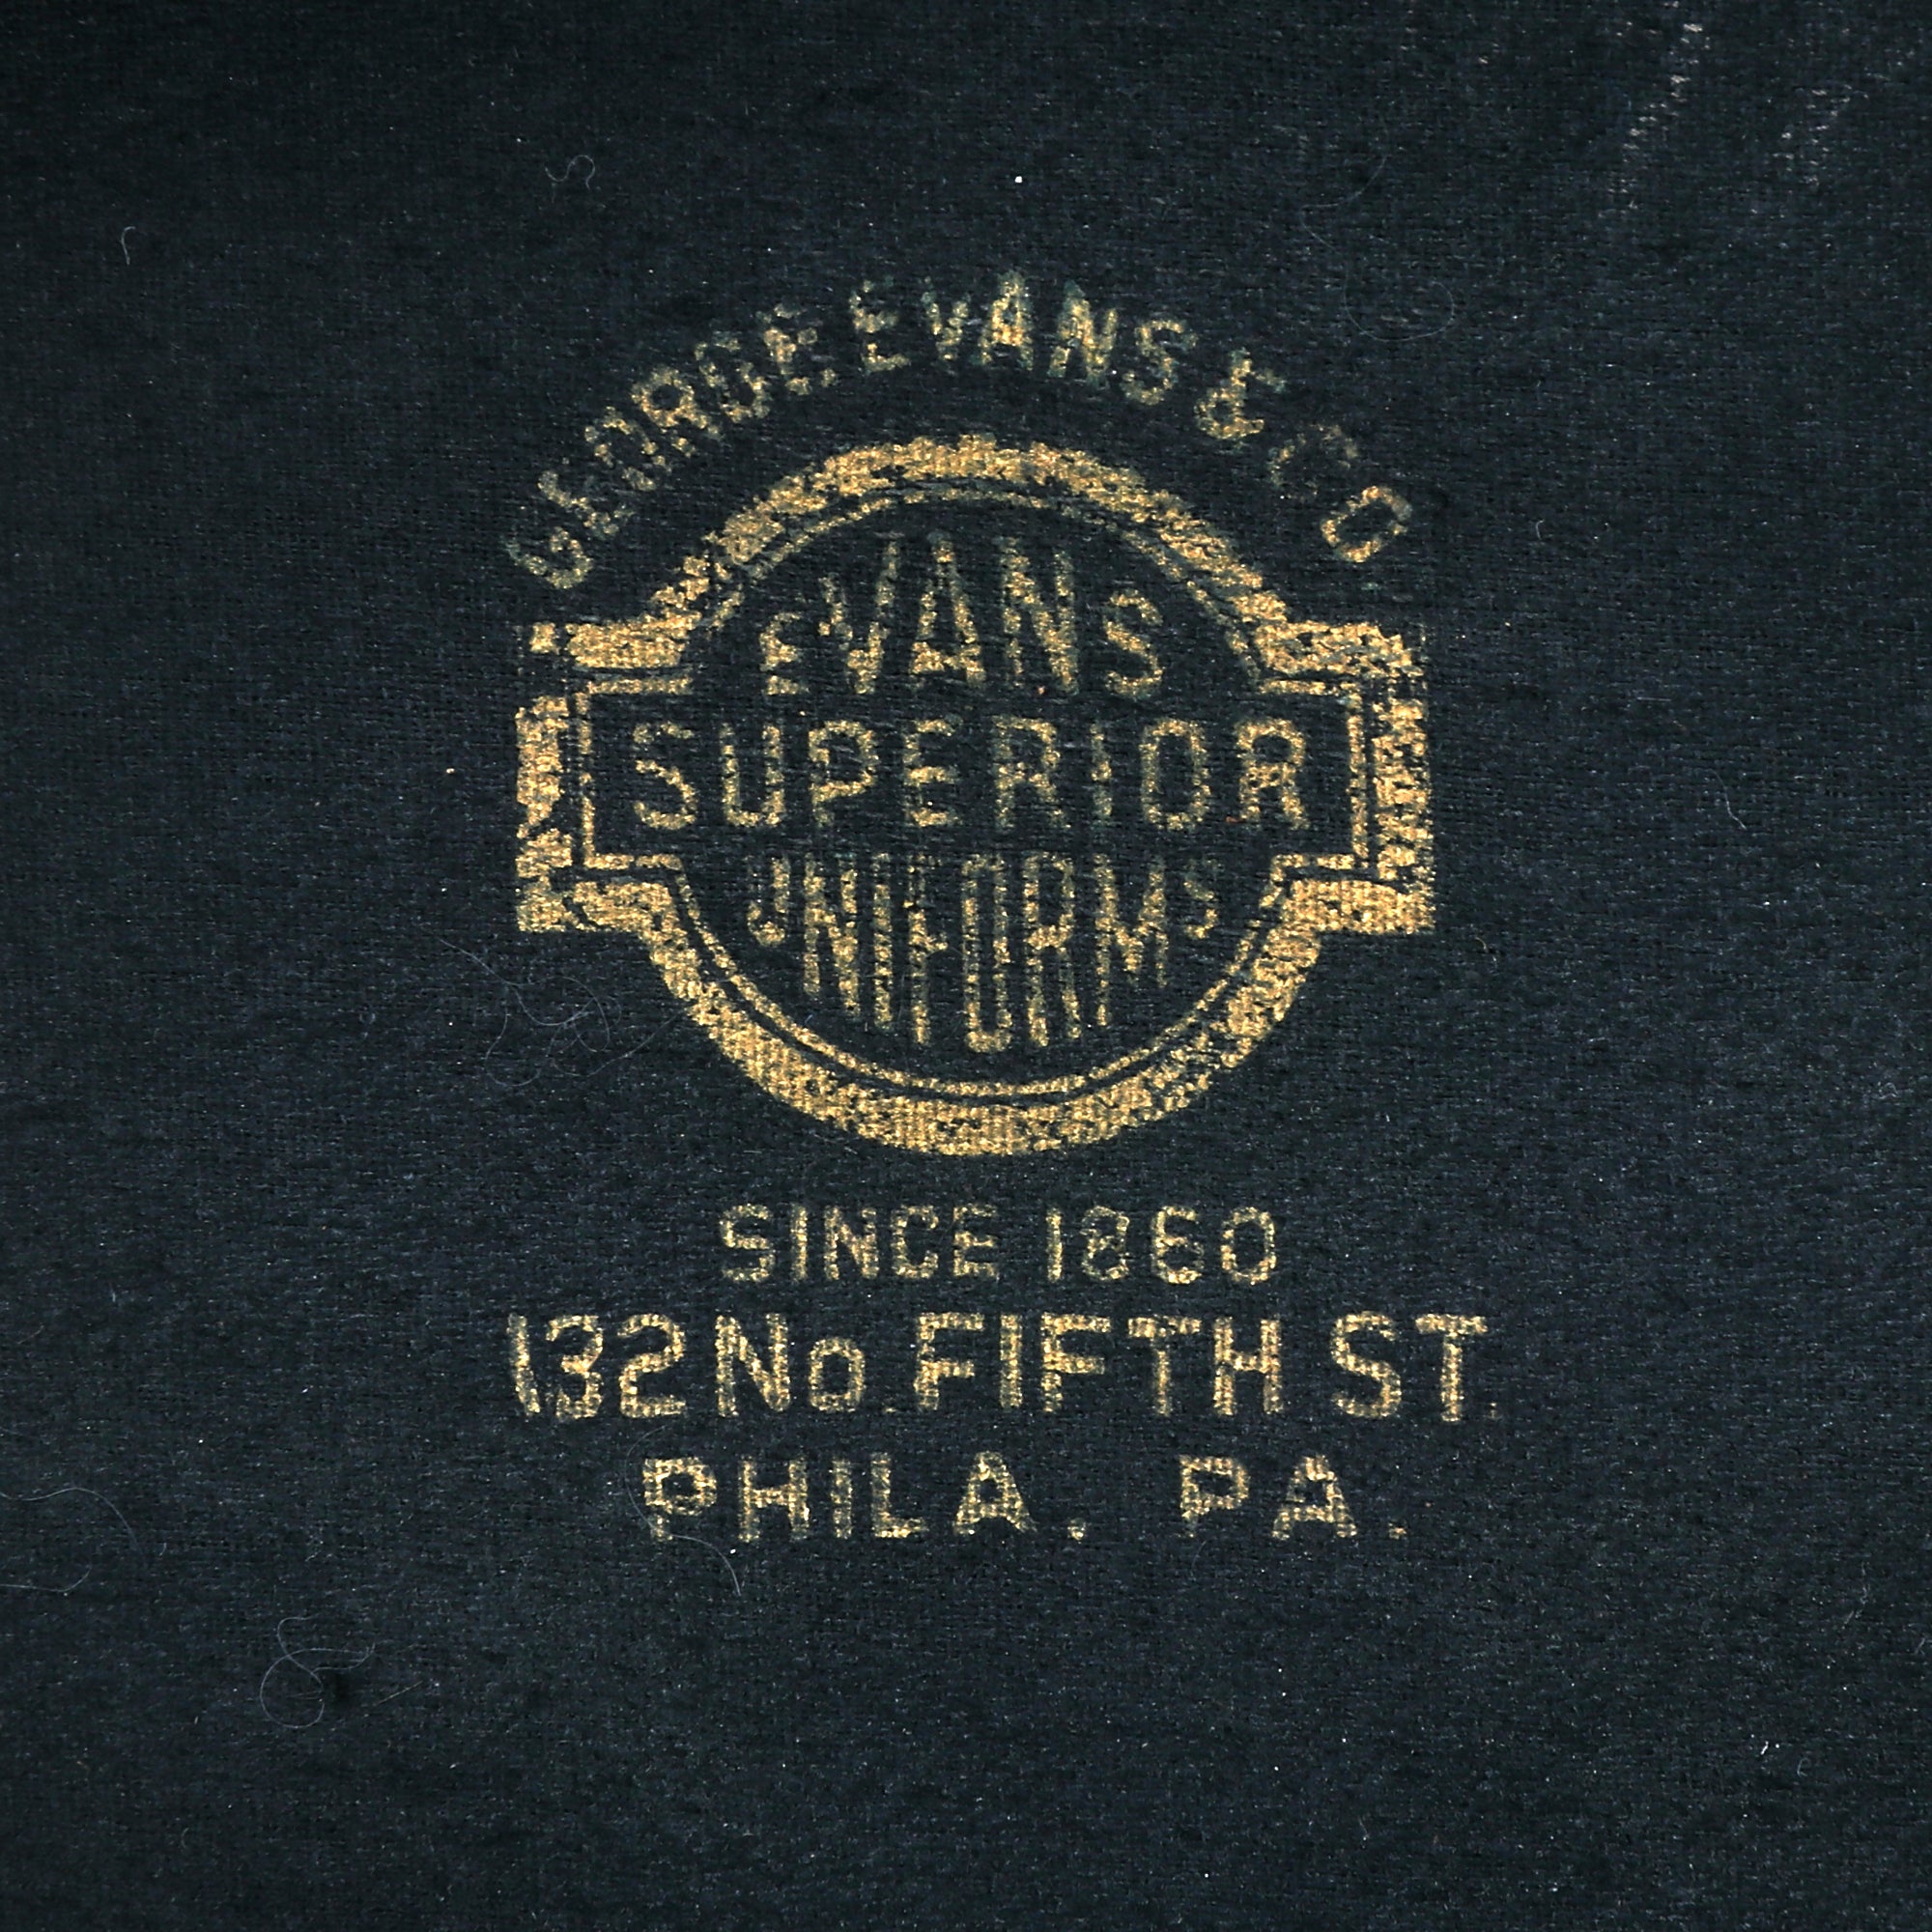 GEORGE EVANS & CO
EVANS
SUPERIOR
UNIFORMS
SINCE 1860
132 No. FIFTH ST.
PHILA. PA.